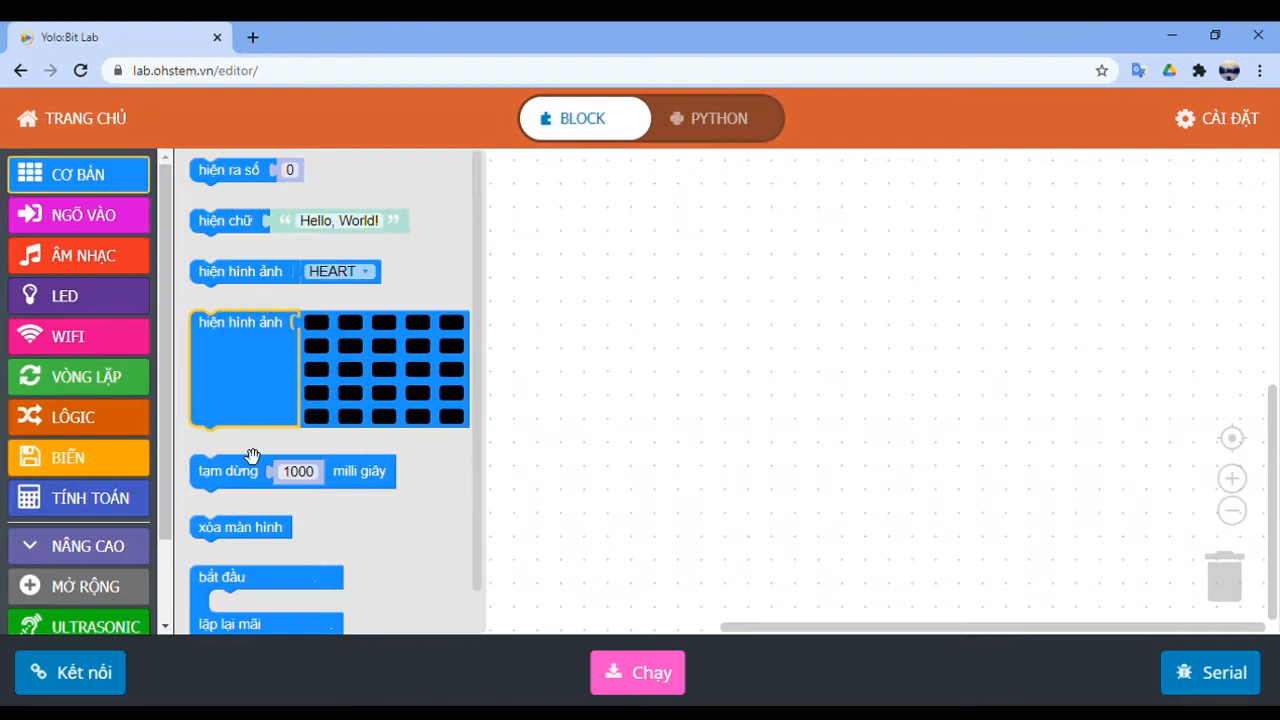 Yolo:Bit Lab
lab.ohstem.vn/editor/
TRANG CHỦ
BLOCK
PYTHON
CÀI ĐẶT
CƠ BẢN
NGÕ VÀO
ÂM NHẠC
LED
WIFI
VÒNG LẶP
LÔGIC
BIẾN
TÍNH TOÁN
NÂNG CAO
MỞ RỘNG
ULTRASONIC
hiện ra số 0
hiện chữ “ Hello, World! ”
hiện hình ảnh HEART
hiện hình ảnh
tạm dừng 1000 milli giây
xóa màn hình
bắt đầu
lặp lại mãi
Kết nối
Chạy
Serial